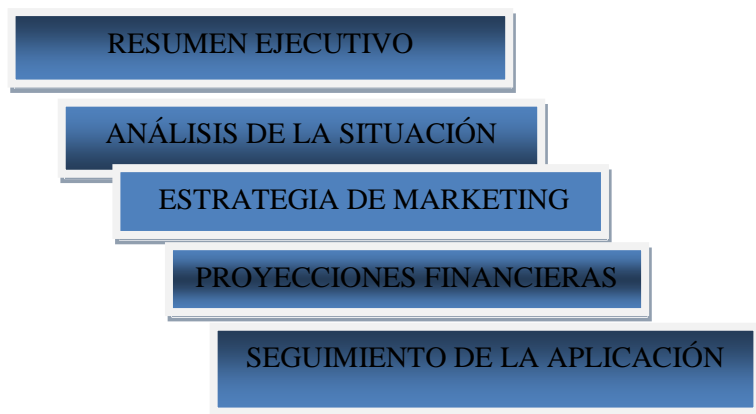 RESUMEN EJECUTIVO
ANÁLISIS DE LA SITUACIÓN
ESTRATEGIA DE MARKETING
PROYECCIONES FINANCIERAS
SEGUIMIENTO DE LA APLICACIÓN